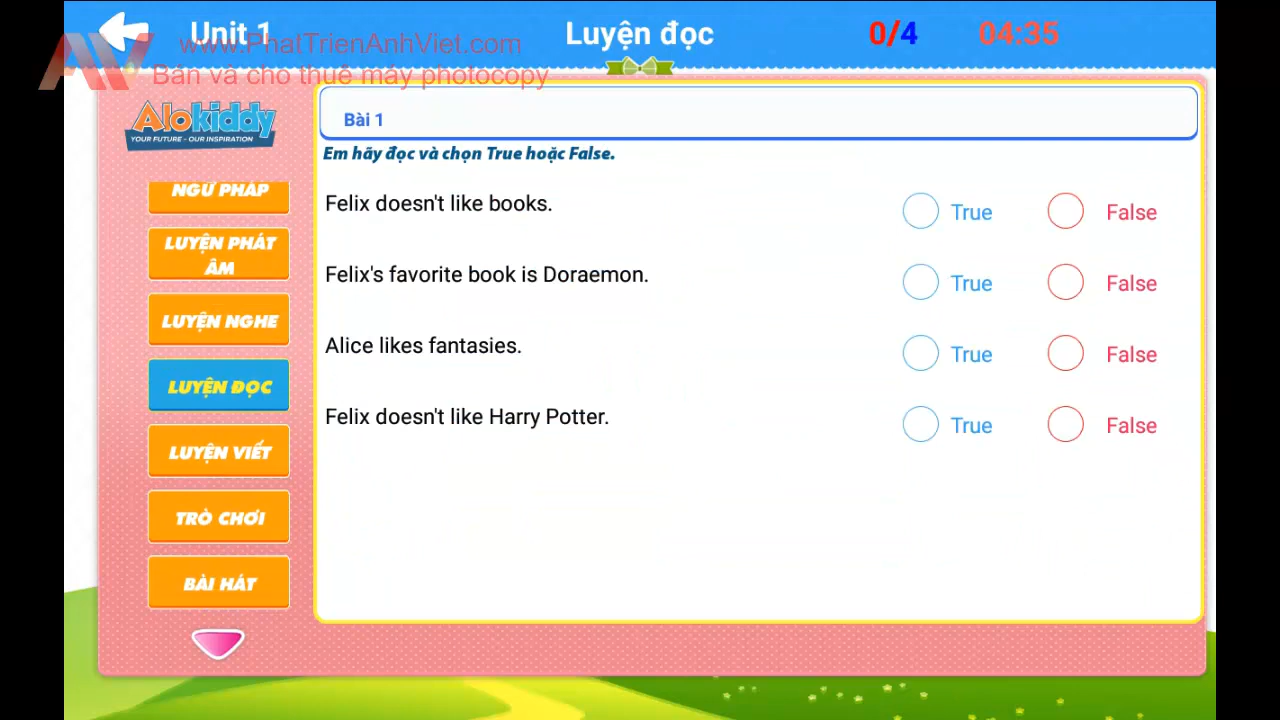 Unit 1
Luyện đọc
0/4
04:35
AV
www.PhatTrienAnhViet.com
Bán và cho thuê máy photocopy
Alokiddy
YOUR FUTURE - OUR INSPIRATION
NGỮ PHÁP
LUYỆN PHÁT
ÂM
LUYỆN NGHE
LUYỆN ĐỌC
LUYỆN VIẾT
TRÒ CHƠI
BÀI HÁT
Bài 1
Em hãy đọc và chọn True hoặc False.
Felix doesn't like books. True False
Felix's favorite book is Doraemon. True False
Alice likes fantasies. True False
Felix doesn't like Harry Potter. True False